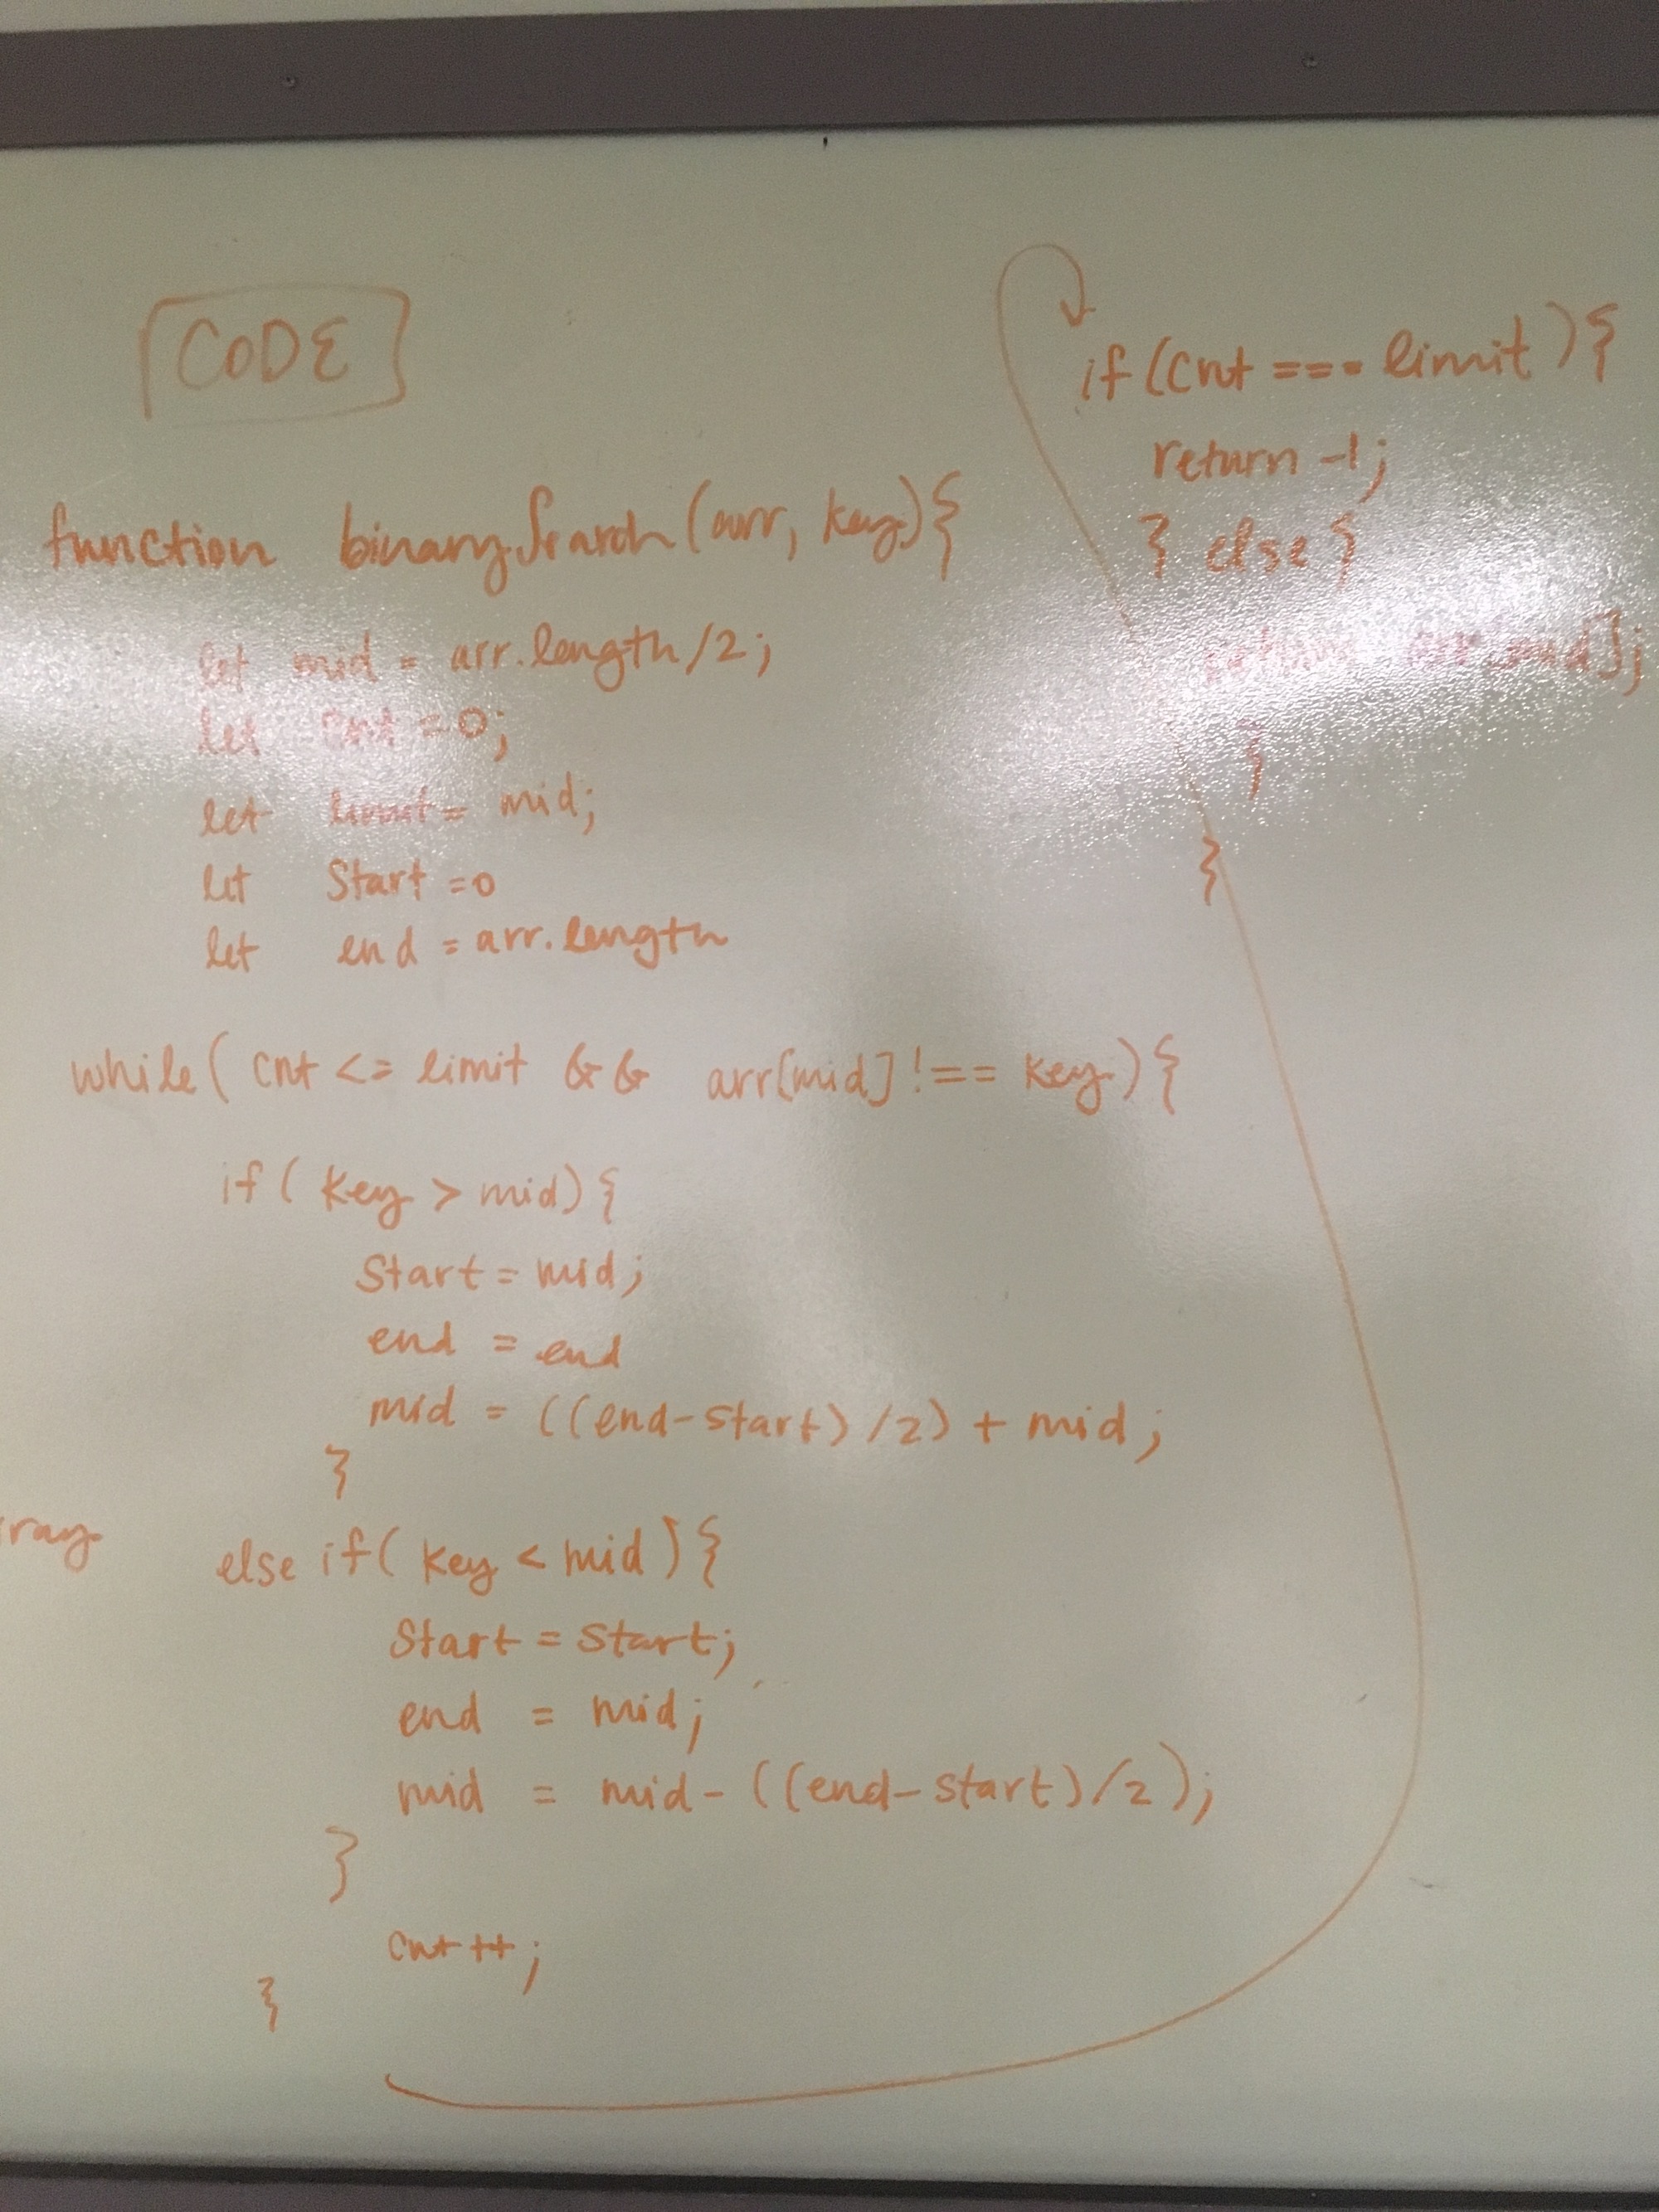 CODE
function binarySearch(arr, key){
let mid = arr.length/2;
let cnt = 0;
let limit = mid;
let Start = 0
let end = arr.length
while( cnt <= limit && arr[mid] !== key){
if( key > mid){
Start = mid;
end = end
mid = ((end-start)/2) + mid;
}
else if( key < mid){
Start = Start;
end = mid;
mid = mid - ((end-start)/2);
}
cnt++;
}
if(cnt === limit){
return -1;
} else {
return arr[mid];
}
}